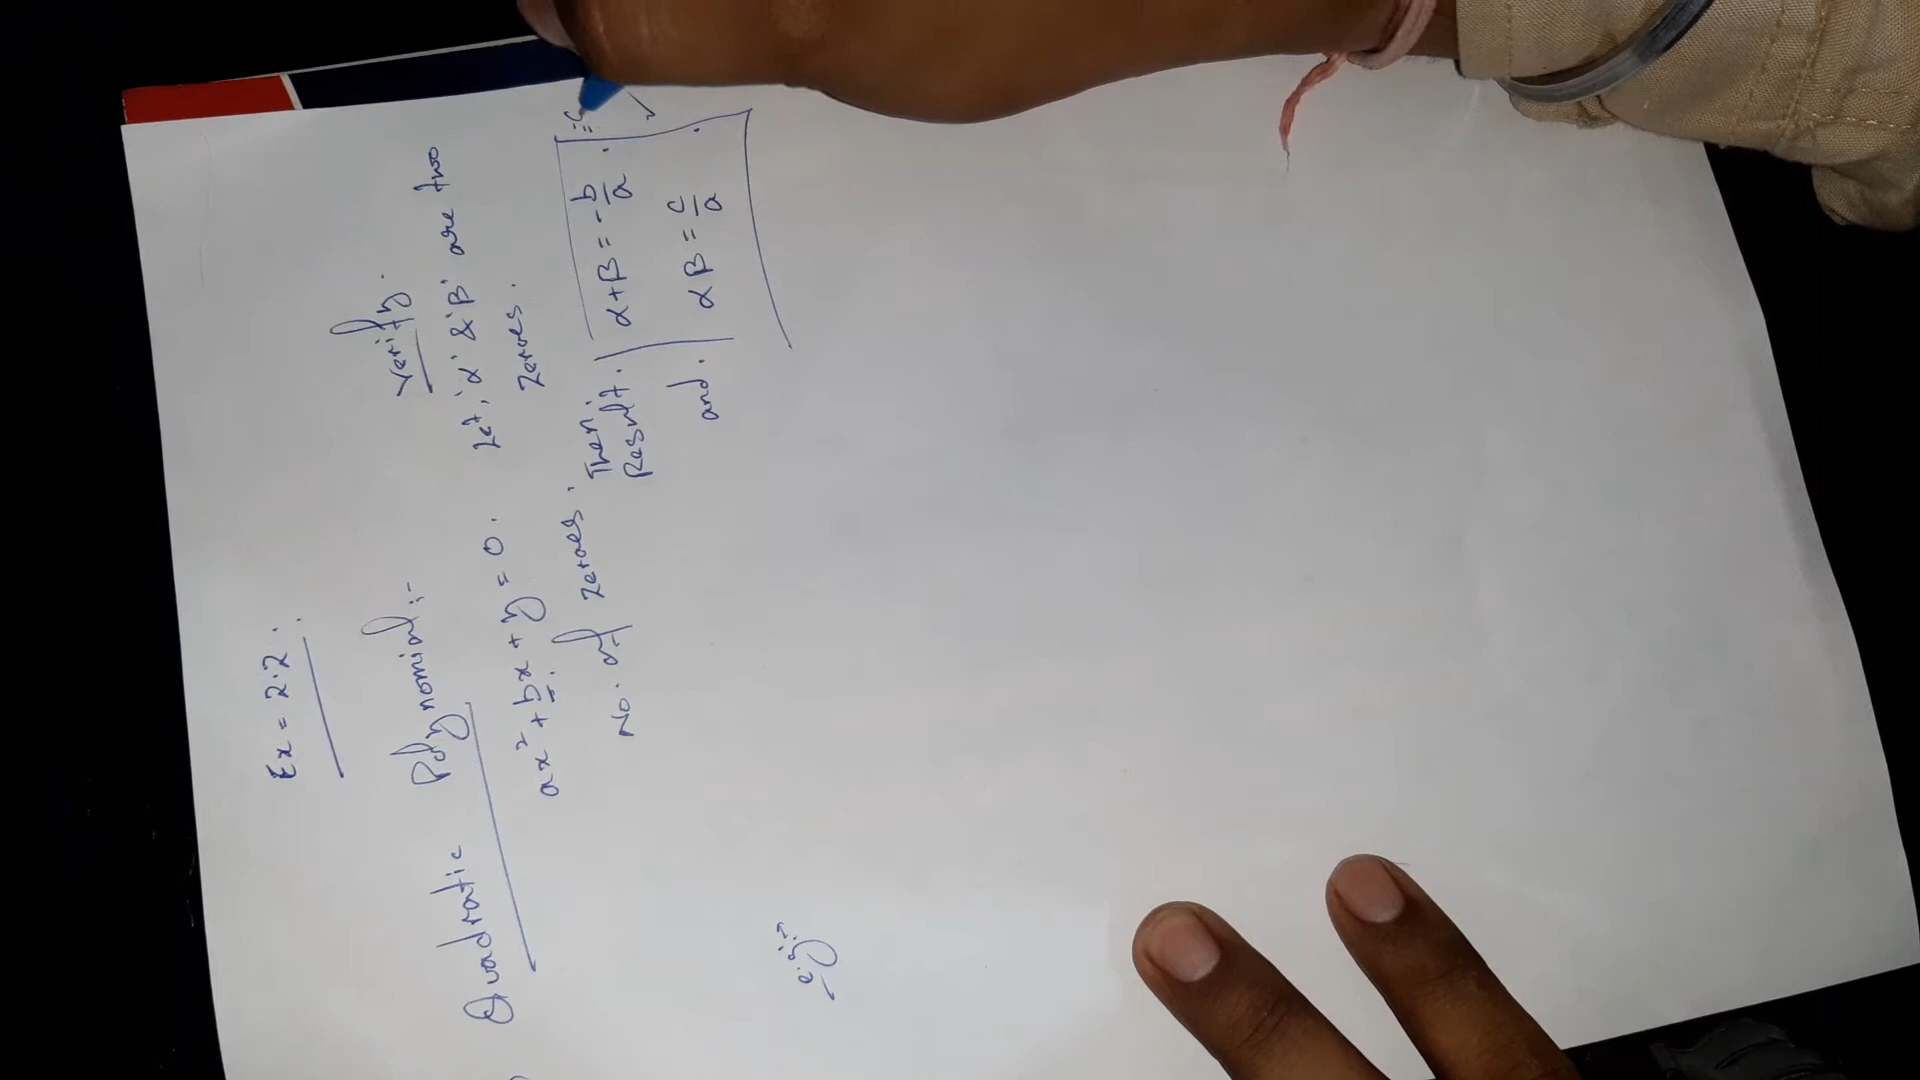 Ex = 2.2 :
Quadratic Polynomial :-
ax² + bx + y = 0.
No. of zeroes.
Verify.
Let, 'α' & 'β' are two
zeroes.
Then.
Result.
α+β = -b/a.
and.
αβ = c/a.
e.g. :→